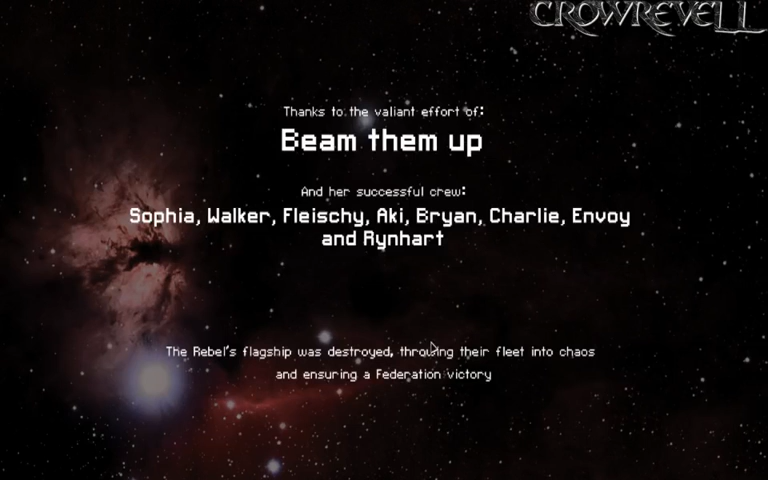 CROWREVELL
Thanks to the valiant effort of:
Beam them up
And her successful crew:
Sophia, Walker, Fleischy, Aki, Bryan, Charlie, Envoy
and Rynhart
The Rebel's flagship was destroyed, throwing their fleet into chaos
and ensuring a Federation victory